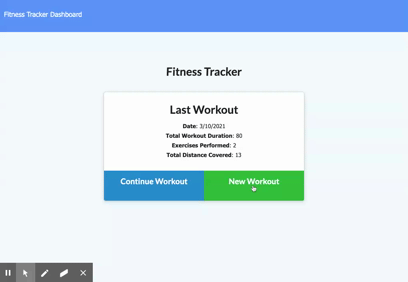 Fitness Tracker Dashboard
Fitness Tracker
Last Workout
Date: 3/10/2021
Total Workout Duration: 80
Exercises Performed: 2
Total Distance Covered: 13
Continue Workout New Workout